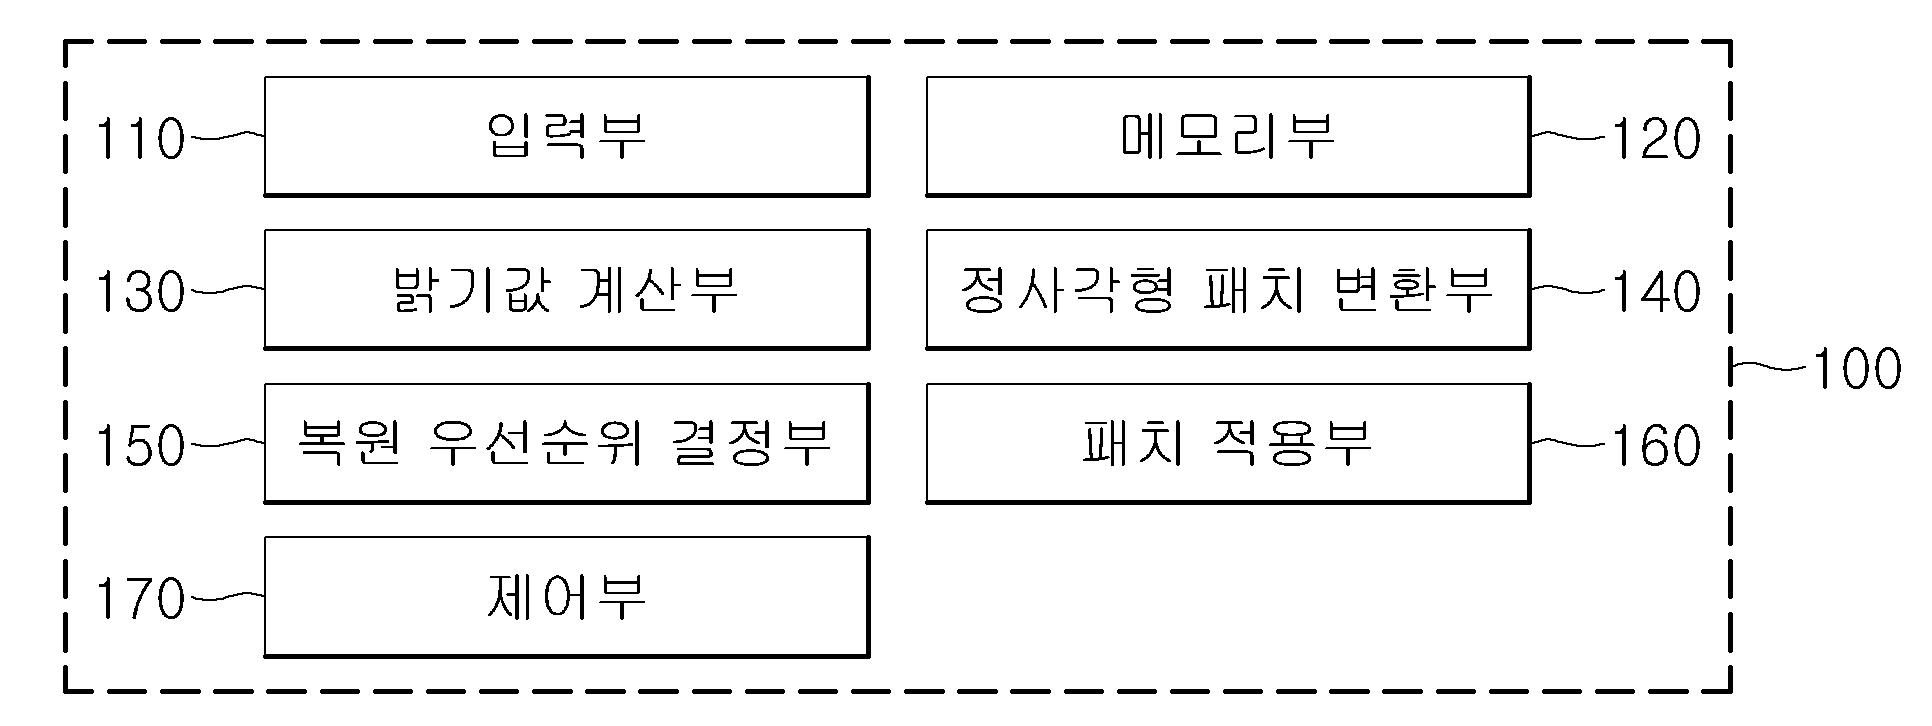 110 입력부 메모리부 120
130 밝기값 계산부 정사각형 패치 변환부 140
100
150 복원 우선순위 결정부 패치 적용부 160
170 제어부